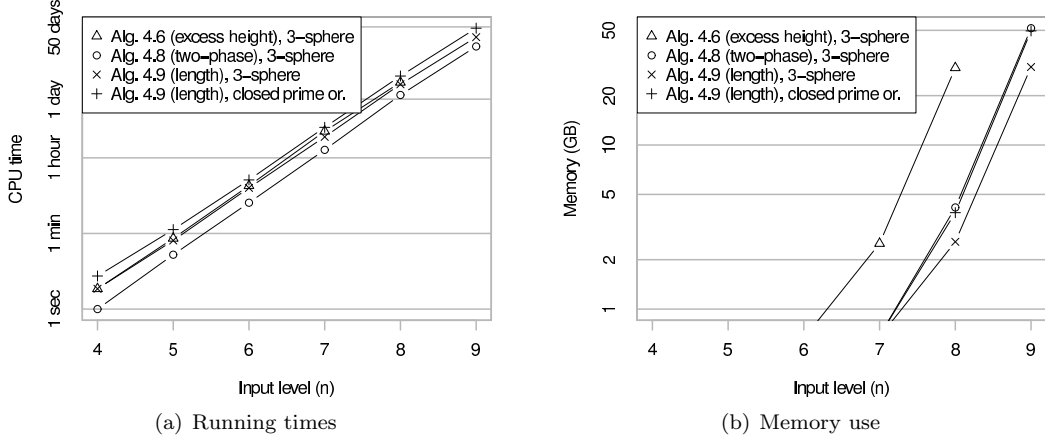 Alg. 4.6 (excess height), 3-sphere
Alg. 4.8 (two-phase), 3-sphere
Alg. 4.9 (length), 3-sphere
Alg. 4.9 (length), closed prime or.
CPU time
50 days
1 day
1 hour
1 min
1 sec
4 5 6 7 8 9
Input level (n)
(a) Running times
Alg. 4.6 (excess height), 3-sphere
Alg. 4.8 (two-phase), 3-sphere
Alg. 4.9 (length), 3-sphere
Alg. 4.9 (length), closed prime or.
Memory (GB)
50
20
10
5
2
1
4 5 6 7 8 9
Input level (n)
(b) Memory use